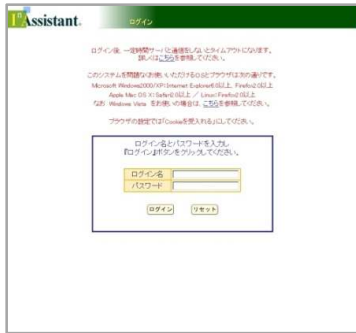 Assistant.
ログイン
ログイン後、一定時間サーバと通信をしないとタイムアウトになります。
詳しくはこちらを参照してください。
このシステムを問題なくお使いいただけるOSとブラウザは次の通りです。
Microsoft Windows2000/XP:Internet Explorer6.0以上、Firefox2.0以上
Apple Mac OS X:Safari2.0以上 / Linux:Firefox2.0以上
なお Windows Vista をお使いの場合は、こちらを参照してください。
ブラウザの設定では「Cookieを受入れる」にしてください。
ログイン名とパスワードを入力し
『ログイン』ボタンをクリックしてください。
ログイン名
パスワード
ログイン リセット